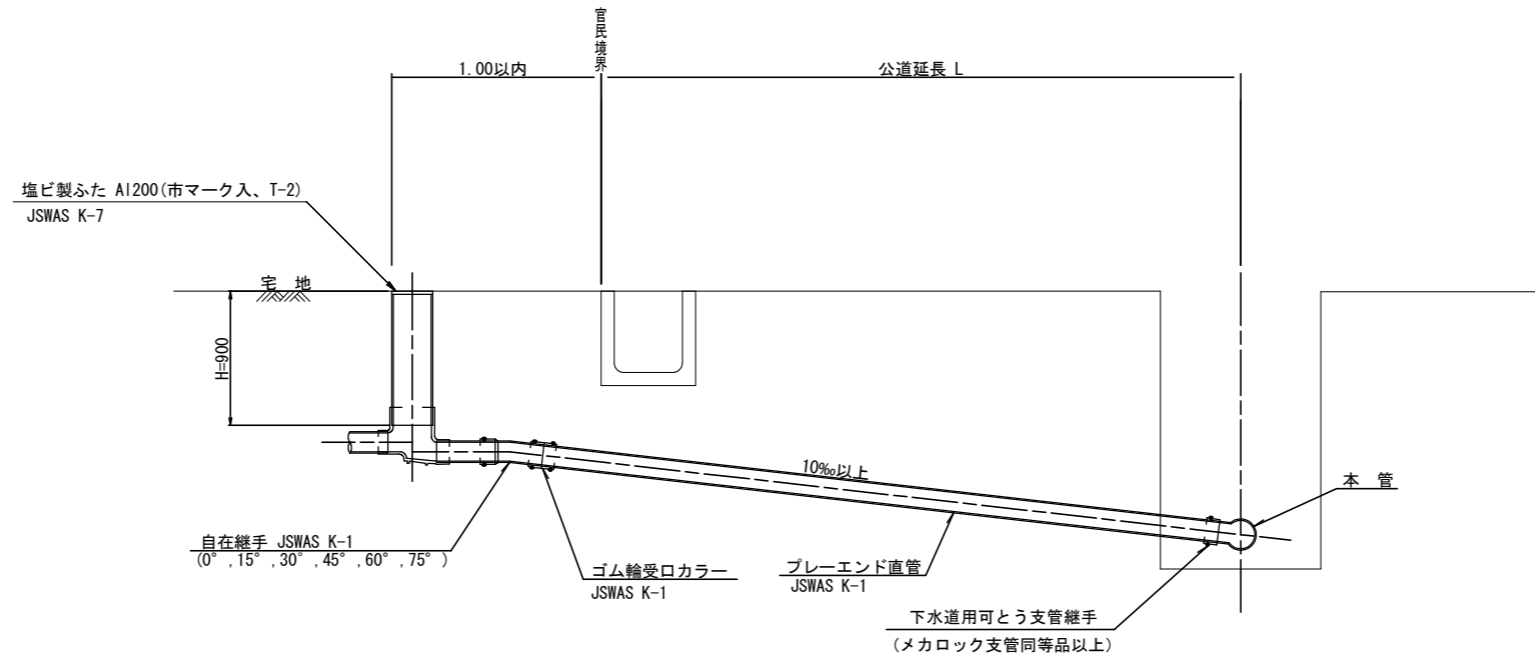 官民境界
1.00以内
公道延長 L
塩ビ製ふた AI200(市マーク入、T-2)
JSWAS K-7
宅 地
H=900
10‰以上
本 管
自在継手 JSWAS K-1
(0°,15°,30°,45°,60°,75°)
ゴム輪受口カラー
JSWAS K-1
プレーエンド直管
JSWAS K-1
下水道用可とう支管継手
(メカロック支管同等品以上)